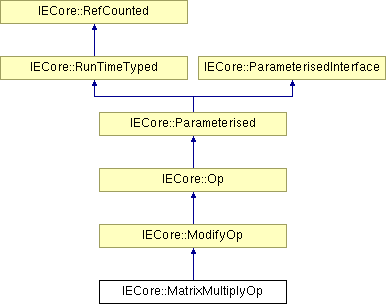 IECore::RefCounted
IECore::RunTimeTyped
IECore::ParameterisedInterface
IECore::Parameterised
IECore::Op
IECore::ModifyOp
IECore::MatrixMultiplyOp